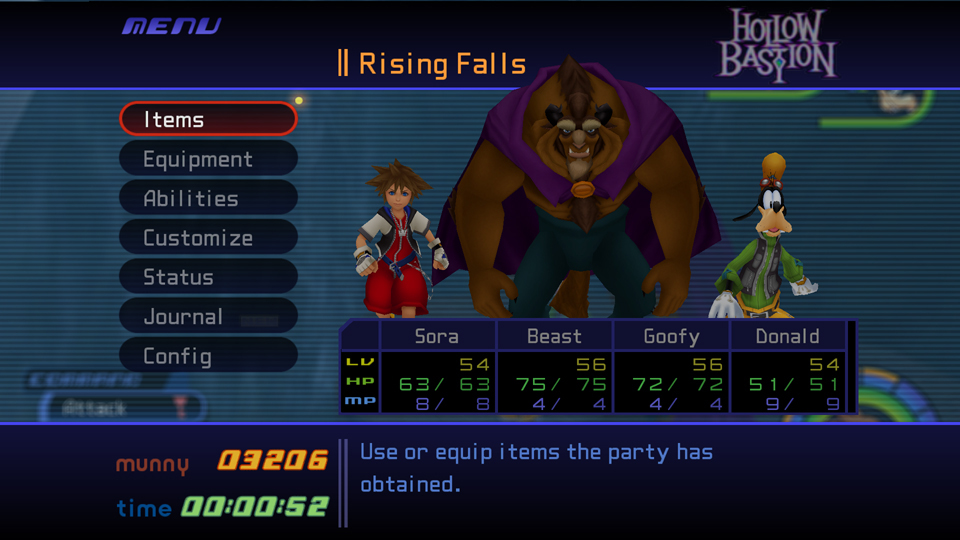 MENU
Rising Falls
HOLLOW BASTION
Items
Equipment
Abilities
Customize
Status
Journal
Config
COMMAND
Attack
Sora Beast Goofy Donald
LV 54 56 56 54
HP 63/ 63 75/ 75 72/ 72 51/ 51
MP 8/ 8 4/ 4 4/ 4 9/ 9
munny 03206
time 00:00:52
Use or equip items the party has
obtained.